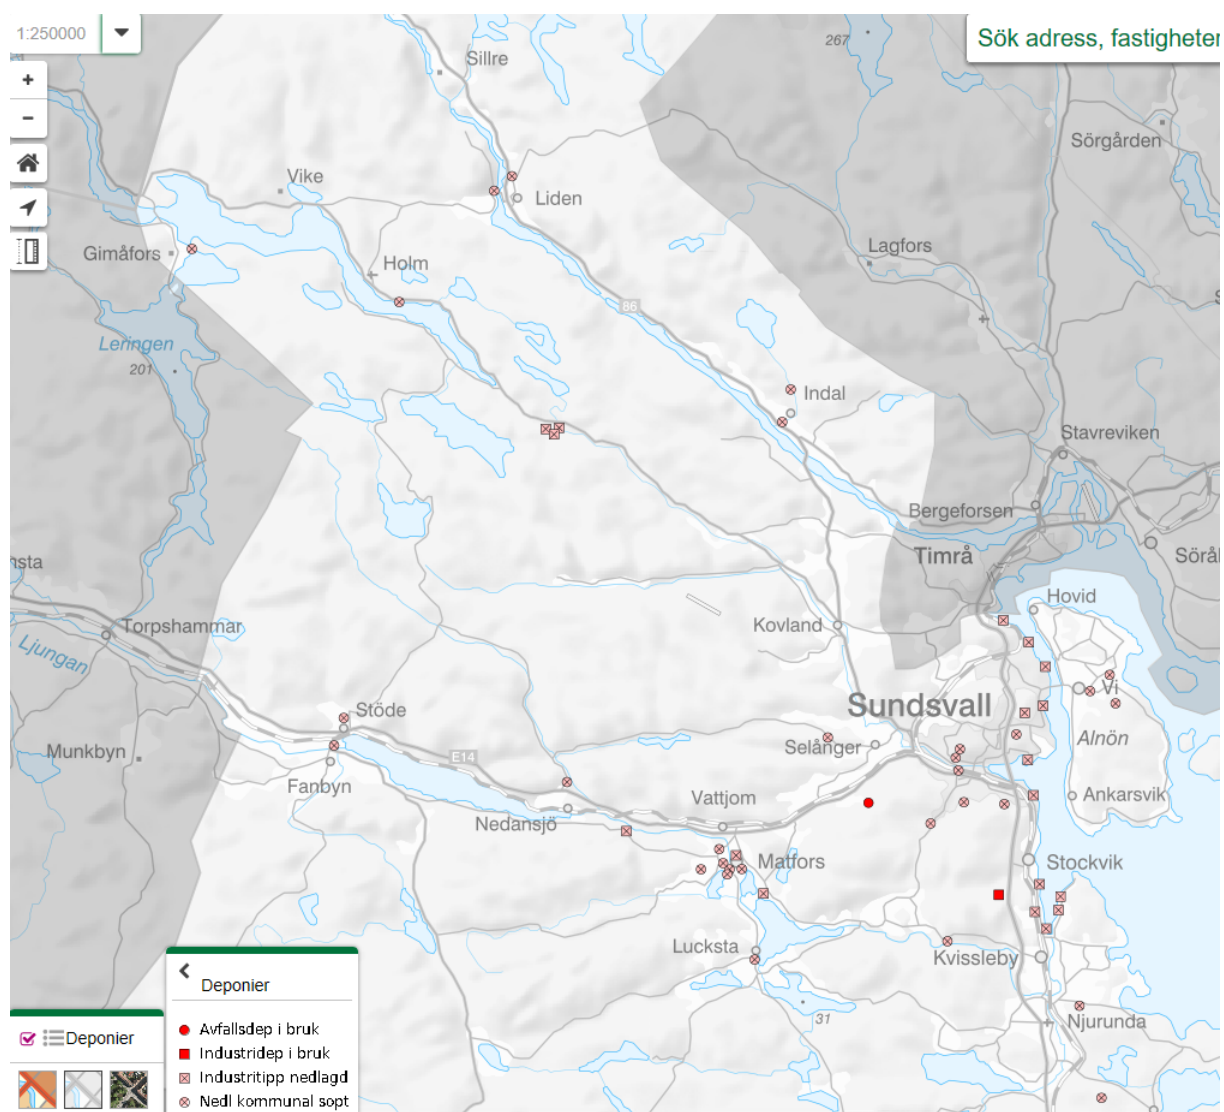 1:250000
Sök adress, fastigheter
267
Sillre
Sörgården
Vike
Liden
Gimåfors
Holm
Lagfors
86
Leringen
201
Indal
Stavreviken
Bergeforsen
Timrå
Hovid
Torpshammar
Kovland
Ljungan
Stöde
Sundsvall
Vi
Munkbyn
E14
Selånger
Alnön
Fanbyn
Nedansjö
Vattjom
Ankarsvik
Matfors
Stockvik
Lucksta
Kvissleby
31
Njurunda
Deponier
Avfallsdep i bruk
Deponier
Industridep i bruk
Industritipp nedlagd
Nedl kommunal sopt